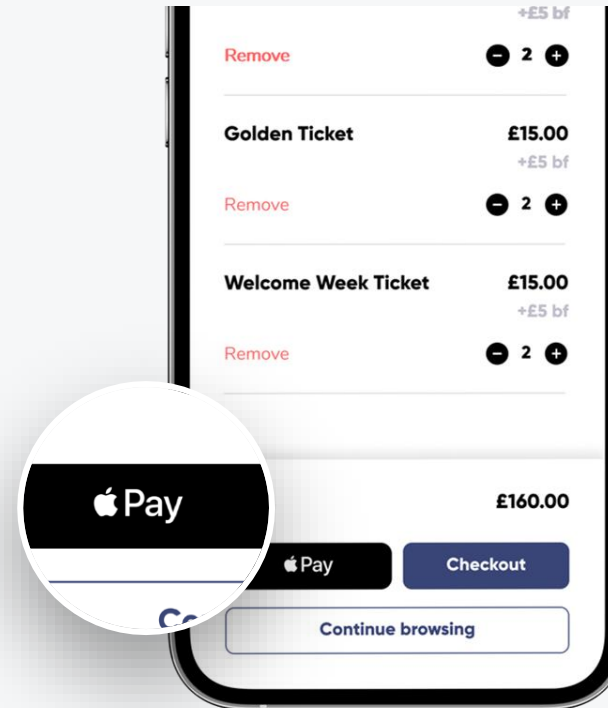 +£5 bf
Remove 2
Golden Ticket £15.00
+£5 bf
Remove 2
Welcome Week Ticket £15.00
+£5 bf
Remove 2
£160.00
Pay
Pay Checkout
Continue browsing